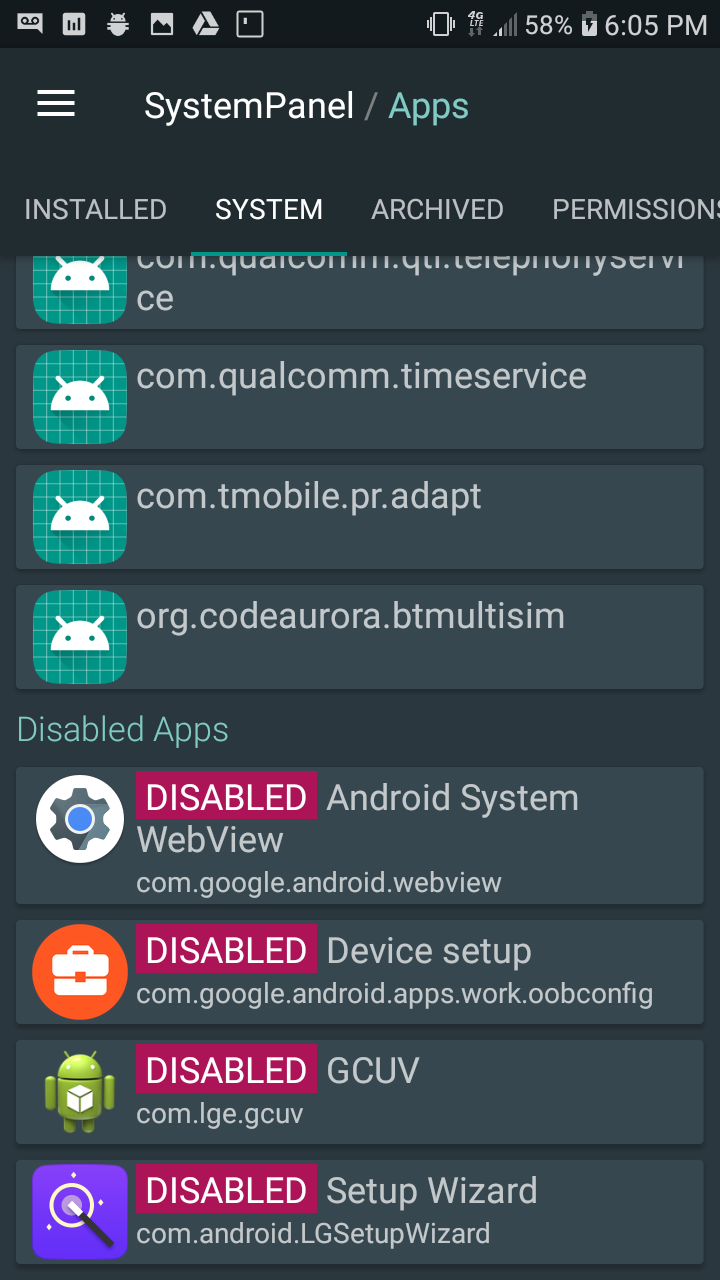 4G
LTE
58%
6:05 PM
SystemPanel / Apps
INSTALLED
SYSTEM
ARCHIVED
PERMISSIONS
com.qualcomm.qti.telephonyservi
ce
com.qualcomm.timeservice
com.tmobile.pr.adapt
org.codeaurora.btmultisim
Disabled Apps
DISABLED Android System
WebView
com.google.android.webview
DISABLED Device setup
com.google.android.apps.work.oobconfig
DISABLED GCUV
com.lge.gcuv
DISABLED Setup Wizard
com.android.LGSetupWizard